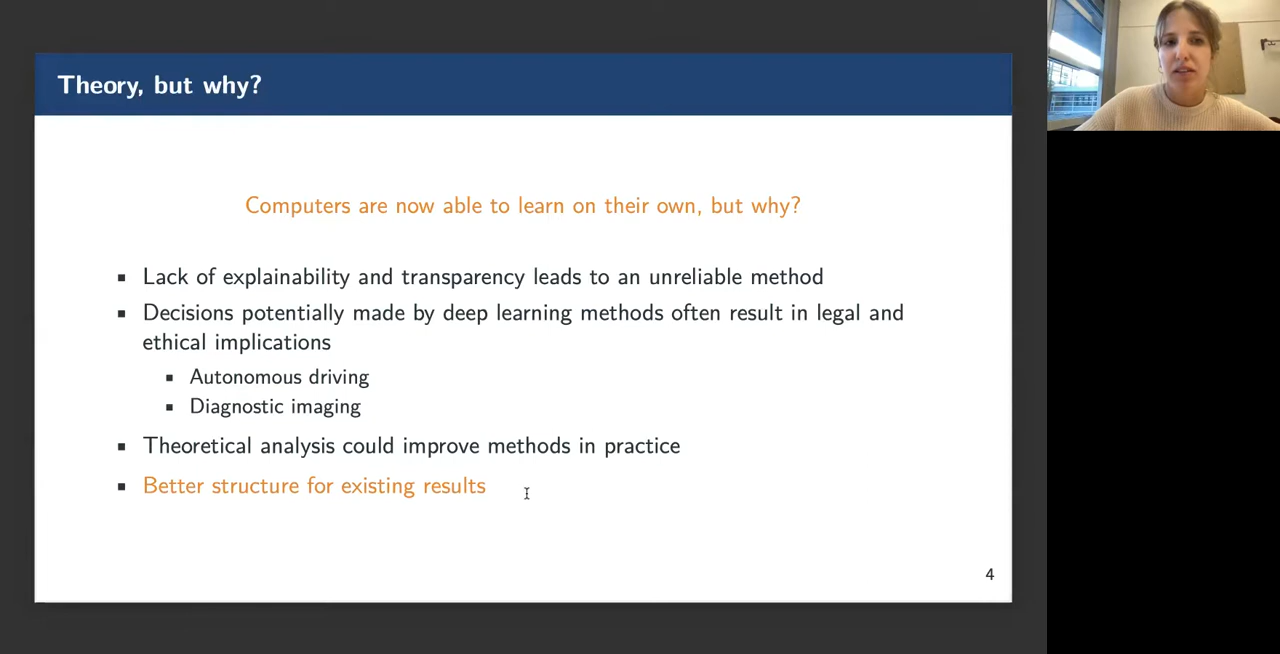 Theory, but why?
Computers are now able to learn on their own, but why?
▪ Lack of explainability and transparency leads to an unreliable method
▪ Decisions potentially made by deep learning methods often result in legal and
ethical implications
▪ Autonomous driving
▪ Diagnostic imaging
▪ Theoretical analysis could improve methods in practice
▪ Better structure for existing results
4